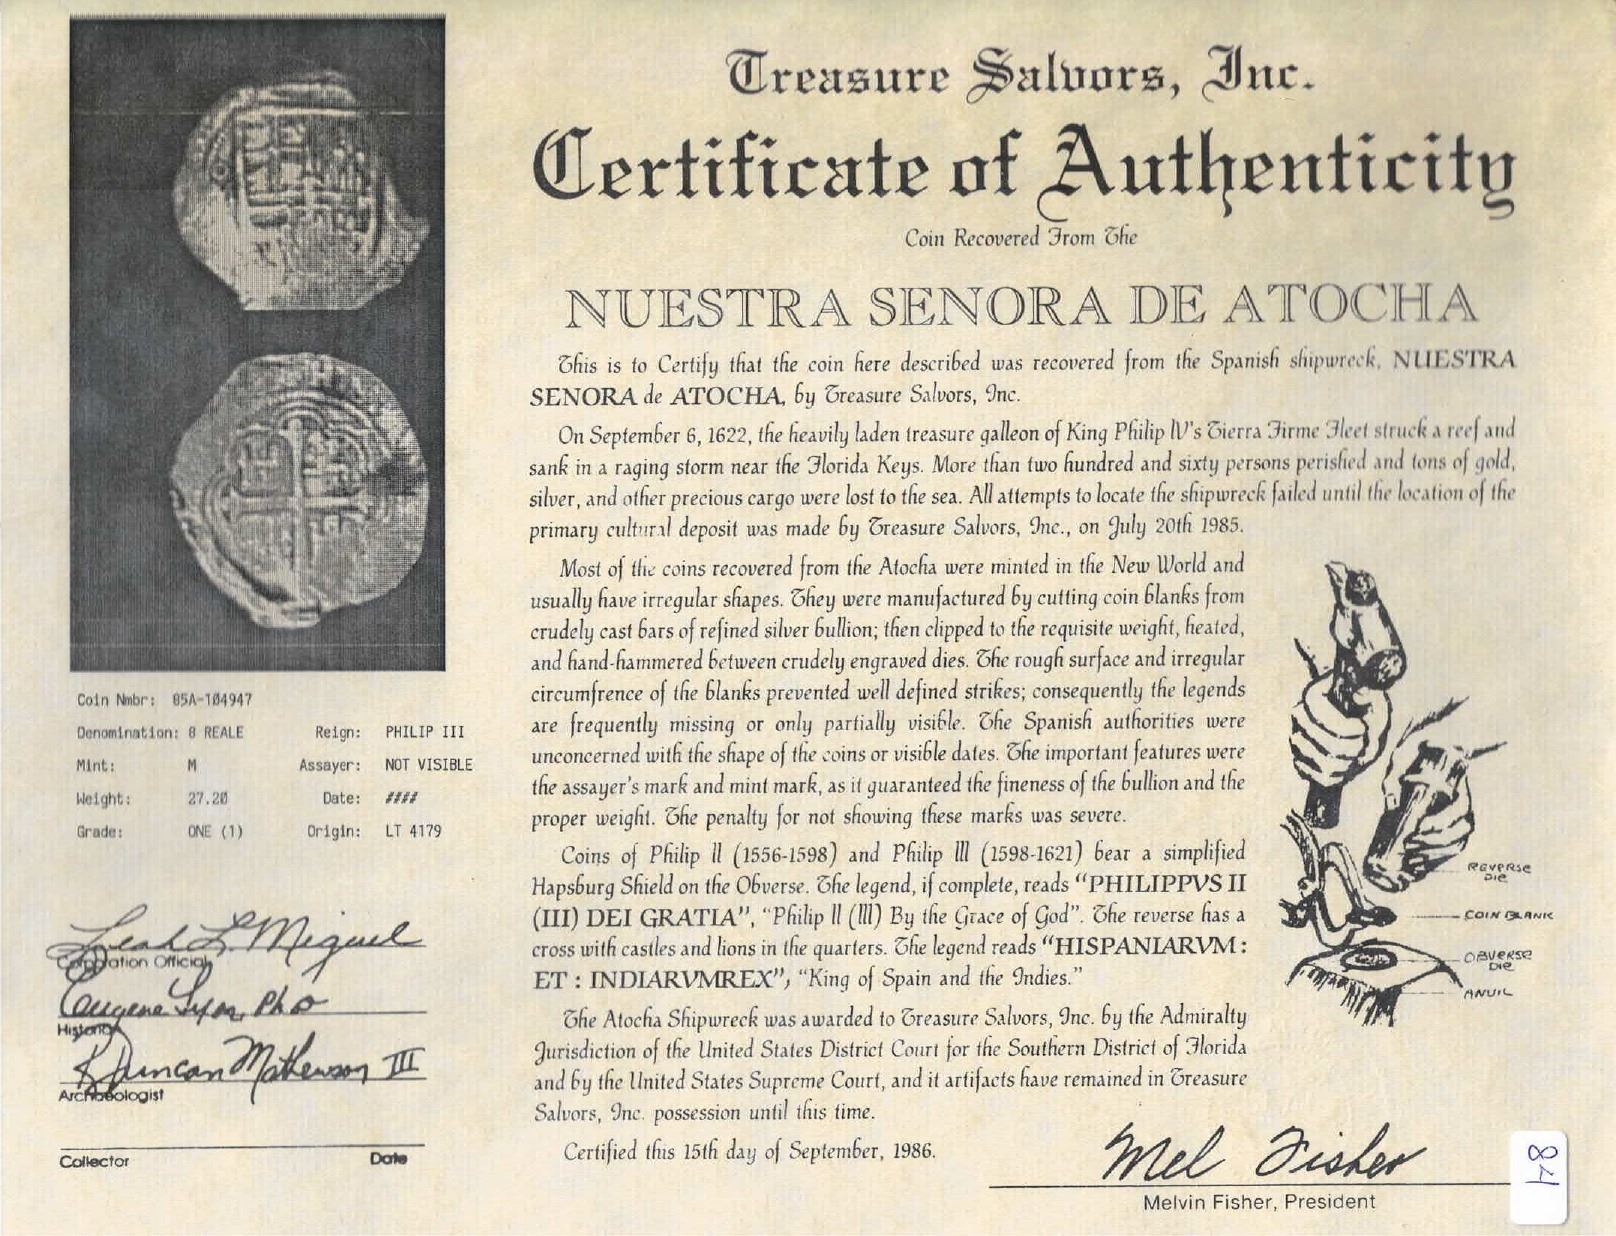 Treasure Salvors, Inc.
Certificate of Authenticity
Coin Recovered From The
NUESTRA SENORA DE ATOCHA
This is to Certify that the coin here described was recovered from the Spanish shipwreck, NUESTRA
SENORA de ATOCHA, by Treasure Salvors, Inc.
On September 6, 1622, the heavily laden treasure galleon of King Philip IV's Tierra Firme Fleet struck a reef and
sank in a raging storm near the Florida Keys. More than two hundred and sixty persons perished and tons of gold,
silver, and other precious cargo were lost to the sea. All attempts to locate the shipwreck failed until the location of the
primary cultural deposit was made by Treasure Salvors, Inc., on July 20th 1985.
Most of the coins recovered from the Atocha were minted in the New World and
usually have irregular shapes. They were manufactured by cutting coin blanks from
crudely cast bars of refined silver bullion; then clipped to the requisite weight, heated,
and hand-hammered between crudely engraved dies. The rough surface and irregular
circumfrence of the blanks prevented well defined strikes; consequently the legends
are frequently missing or only partially visible. The Spanish authorities were
unconcerned with the shape of the coins or visible dates. The important features were
the assayer's mark and mint mark, as it guaranteed the fineness of the bullion and the
proper weight. The penalty for not showing these marks was severe.
Coins of Philip II (1556-1598) and Philip III (1598-1621) bear a simplified
Hapsburg Shield on the Obverse. The legend, if complete, reads "PHILIPPVS II
(III) DEI GRATIA", "Philip II (III) By the Grace of God". The reverse has a
cross with castles and lions in the quarters. The legend reads "HISPANIARVM :
ET : INDIARVMREX", "King of Spain and the Indies."
The Atocha Shipwreck was awarded to Treasure Salvors, Inc. by the Admiralty
Jurisdiction of the United States District Court for the Southern District of Florida
and by the United States Supreme Court, and it artifacts have remained in Treasure
Salvors, Inc. possession until this time.
Certified this 15th day of September, 1986.
Mel Fisher
Melvin Fisher, President
REVERSE
DIE
COIN BLANK
OBVERSE
DIE
ANVIL
Coin Nmbr: 85A-104947
Denomination: 8 REALE Reign: PHILIP III
Mint: M Assayer: NOT VISIBLE
Weight: 27.20 Date: ####
Grade: ONE (1) Origin: LT 4179
Leah L. Miguel
Corporation Official
Eugene Lyon, PhD
Historian
R Duncan Mathewson III
Archaeologist
Collector Date
84